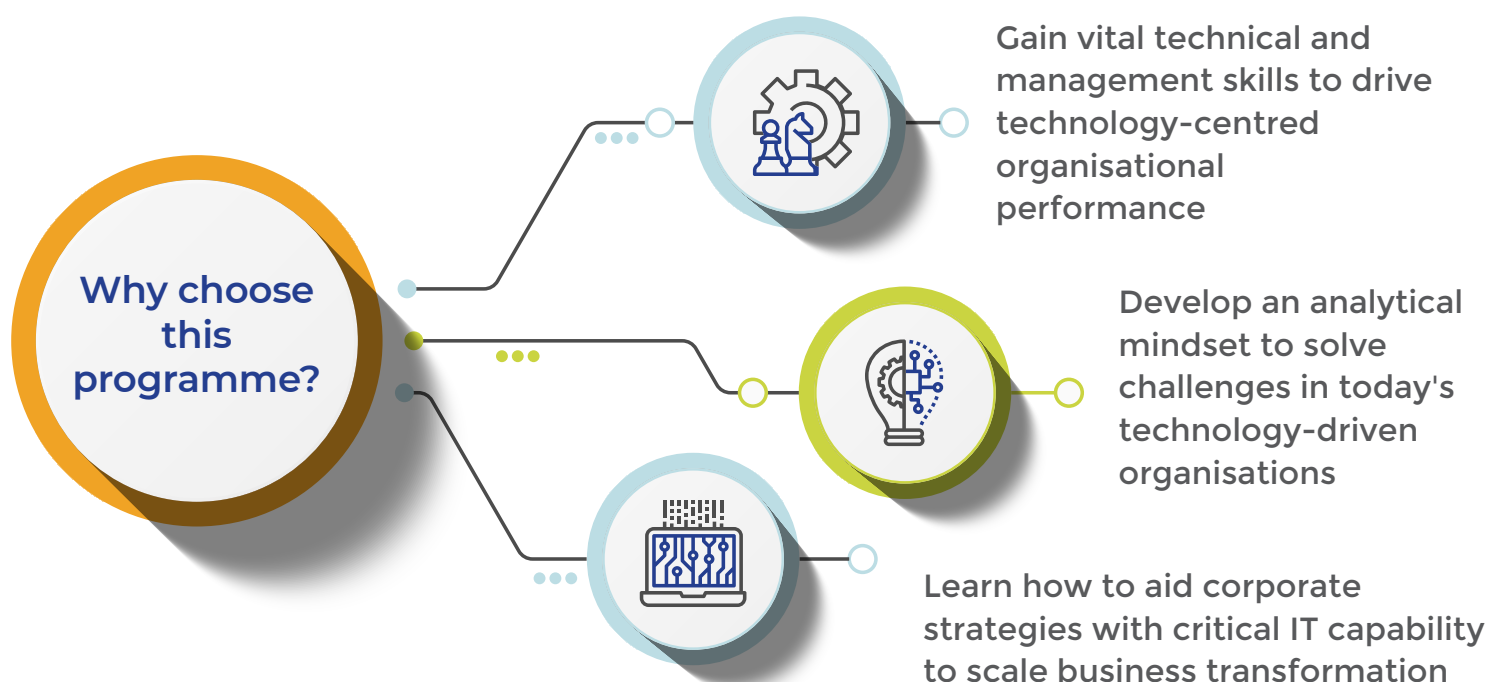 Why choose
this
programme?
Gain vital technical and
management skills to drive
technology-centred
organisational
performance
Develop an analytical
mindset to solve
challenges in today's
technology-driven
organisations
Learn how to aid corporate
strategies with critical IT capability
to scale business transformation